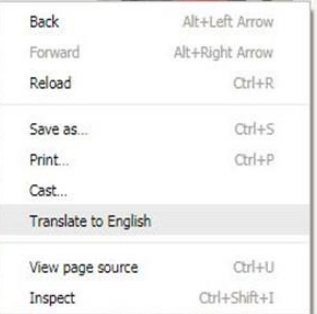 Back Alt+Left Arrow
Forward Alt+Right Arrow
Reload Ctrl+R
Save as... Ctrl+S
Print... Ctrl+P
Cast...
Translate to English
View page source Ctrl+U
Inspect Ctrl+Shift+I